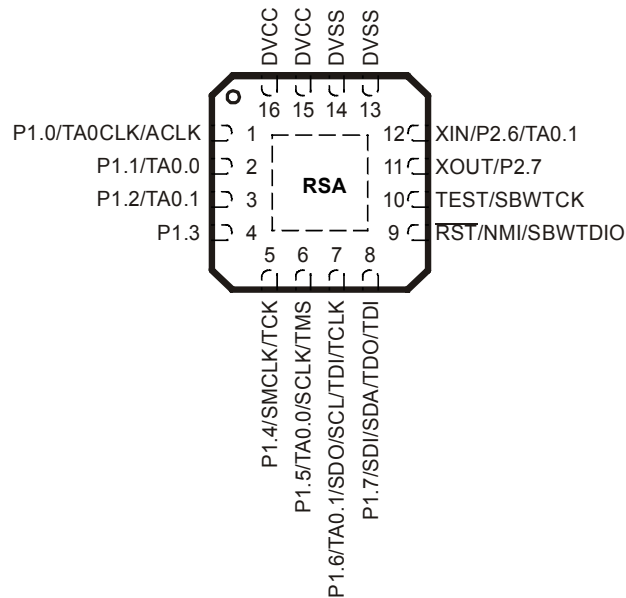 DVCC
DVCC
DVSS
DVSS
16 15 14 13
P1.0/TA0CLK/ACLK 1
P1.1/TA0.0 2
P1.2/TA0.1 3
P1.3 4
RSA
12 XIN/P2.6/TA0.1
11 XOUT/P2.7
10 TEST/SBWTCK
9 RST/NMI/SBWTDIO
5 6 7 8
P1.4/SMCLK/TCK
P1.5/TA0.0/SCLK/TMS
P1.6/TA0.1/SDO/SCL/TDI/TCLK
P1.7/SDI/SDA/TDO/TDI